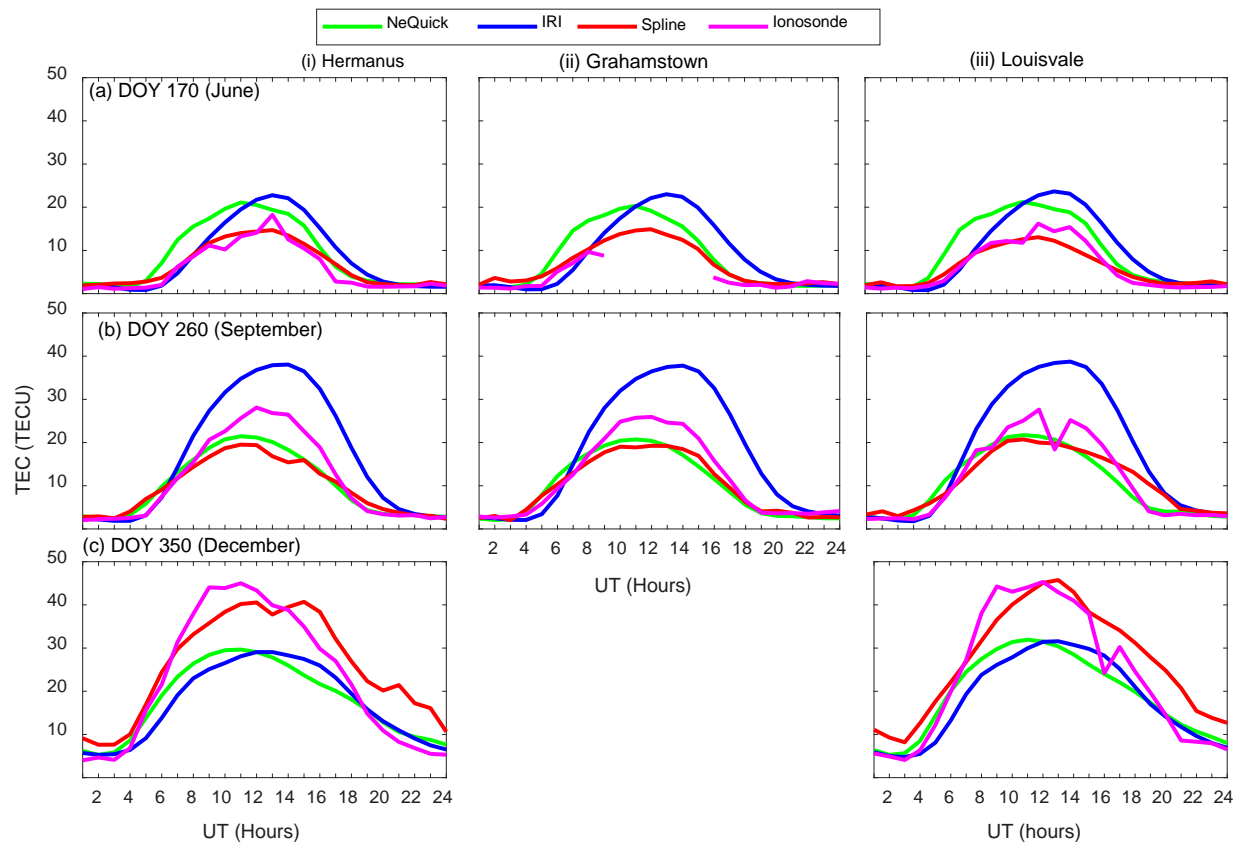 NeQuick IRI Spline Ionosonde
(i) Hermanus (ii) Grahamstown (iii) Louisvale
50
(a) DOY 170 (June)
40
30
20
10
50
(b) DOY 260 (September)
40
30
20
10
TEC (TECU)
2 4 6 8 10 12 14 16 18 20 22 24
UT (Hours)
50
(c) DOY 350 (December)
40
30
20
10
2 4 6 8 10 12 14 16 18 20 22 24
UT (Hours)
2 4 6 8 10 12 14 16 18 20 22 24
UT (hours)